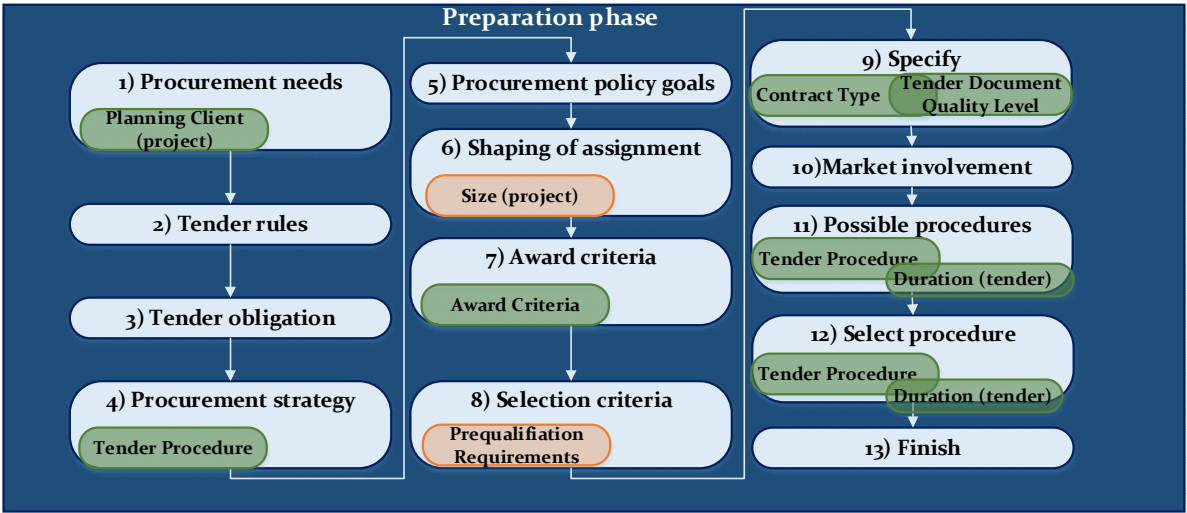 Preparation phase
1) Procurement needs
Planning Client
(project)
2) Tender rules
3) Tender obligation
4) Procurement strategy
Tender Procedure
5) Procurement policy goals
6) Shaping of assignment
Size (project)
7) Award criteria
Award Criteria
8) Selection criteria
Prequalifiation
Requirements
9) Specify
Contract Type
Tender Document
Quality Level
10)Market involvement
11) Possible procedures
Tender Procedure
Duration (tender)
12) Select procedure
Tender Procedure
Duration (tender)
13) Finish